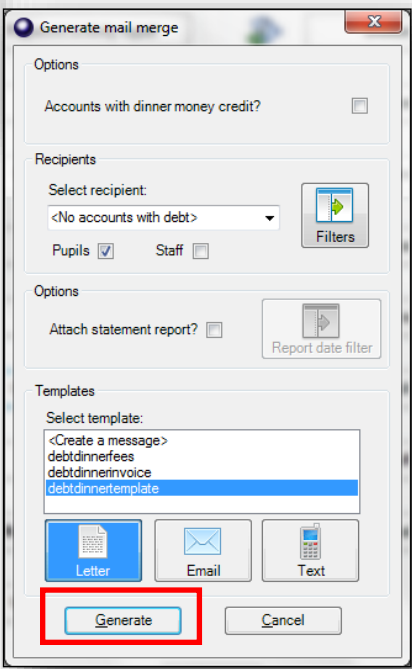 Generate mail merge
Options
Accounts with dinner money credit?
Recipients
Select recipient:
<No accounts with debt>
Filters
Pupils Staff
Options
Attach statement report?
Report date filter
Templates
Select template:
<Create a message>
debtdinnerfees
debtdinnerinvoice
debtdinnertemplate
Letter Email Text
Generate Cancel